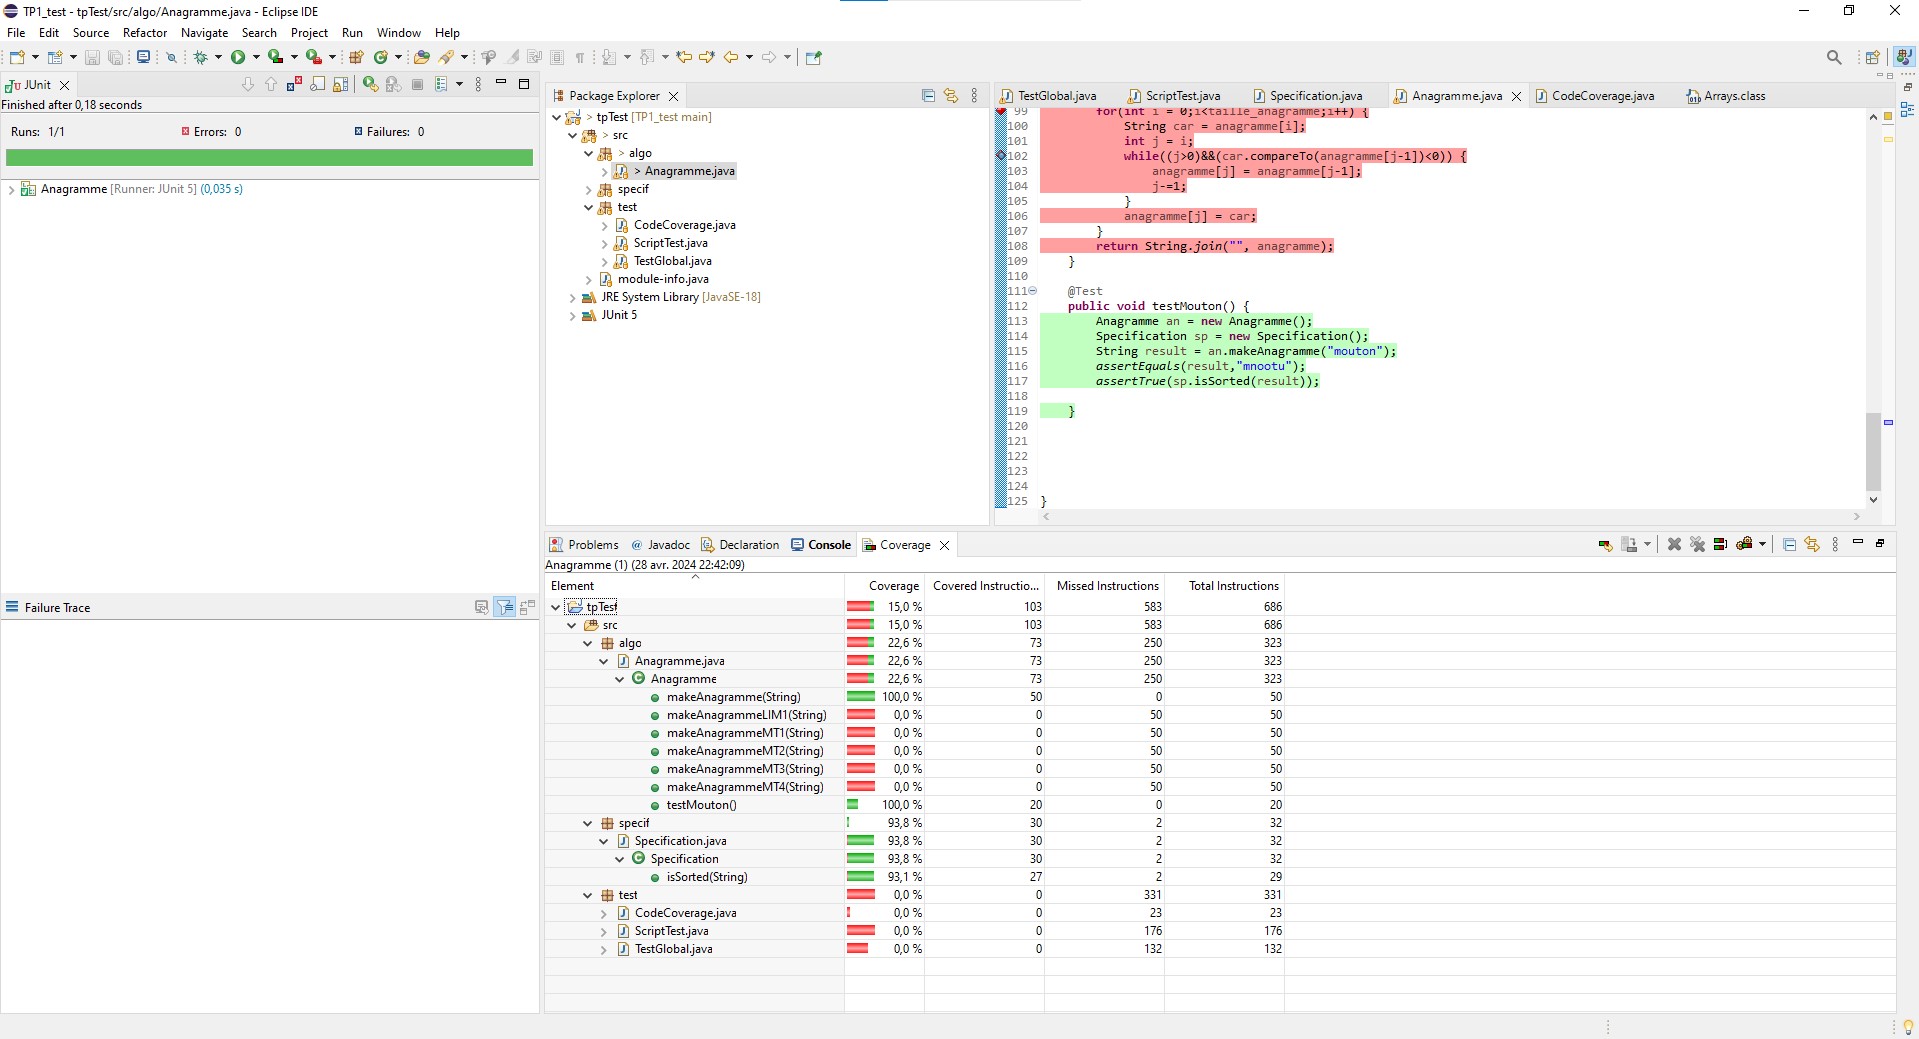 TP1_test - tpTest/src/algo/Anagramme.java - Eclipse IDE
File Edit Source Refactor Navigate Search Project Run Window Help
JUnit
Finished after 0,18 seconds
Runs: 1/1 Errors: 0 Failures: 0
Anagramme [Runner: JUnit 5] (0,035 s)
Failure Trace
Package Explorer
> tpTest [TP1_test main]
> src
> algo
> Anagramme.java
specif
> test
CodeCoverage.java
ScriptTest.java
TestGlobal.java
module-info.java
JRE System Library [JavaSE-18]
JUnit 5
TestGlobal.java ScriptTest.java Specification.java Anagramme.java CodeCoverage.java Arrays.class
99 for(int i = 0;i<taille_anagramme;i++) {
100 String car = anagramme[i];
101 int j = i;
102 while((j>0)&&(car.compareTo(anagramme[j-1])<0)) {
103 anagramme[j] = anagramme[j-1];
104 j-=1;
105 }
106 anagramme[j] = car;
107 }
108 return String.join("", anagramme);
109 }
110
111 @Test
112 public void testMouton() {
113 Anagramme an = new Anagramme();
114 Specification sp = new Specification();
115 String result = an.makeAnagramme("mouton");
116 assertEquals(result,"mnootu");
117 assertTrue(sp.isSorted(result));
118
119 }
120
121
122
123
124
125 }
Problems Javadoc Declaration Console Coverage
Anagramme (1) (28 avr. 2024 22:42:09)
Element Coverage Covered Instructio... Missed Instructions Total Instructions
tpTest 15,0 % 103 583 686
src 15,0 % 103 583 686
algo 22,6 % 73 250 323
Anagramme.java 22,6 % 73 250 323
Anagramme 22,6 % 73 250 323
makeAnagramme(String) 100,0 % 50 0 50
makeAnagrammeLIM1(String) 0,0 % 0 50 50
makeAnagrammeMT1(String) 0,0 % 0 50 50
makeAnagrammeMT2(String) 0,0 % 0 50 50
makeAnagrammeMT3(String) 0,0 % 0 50 50
makeAnagrammeMT4(String) 0,0 % 0 50 50
testMouton() 100,0 % 20 0 20
specif 93,8 % 30 2 32
Specification.java 93,8 % 30 2 32
Specification 93,8 % 30 2 32
isSorted(String) 93,1 % 27 2 29
test 0,0 % 0 331 331
CodeCoverage.java 0,0 % 0 23 23
ScriptTest.java 0,0 % 0 176 176
TestGlobal.java 0,0 % 0 132 132